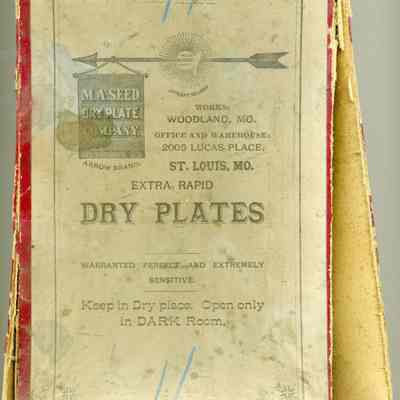 M.A. SEED
DRY PLATE
COMPANY.
ARROW BRAND.
WORKS:
WOODLAND, MO.
OFFICE AND WAREHOUSE:
2005 LUCAS PLACE,
ST. LOUIS, MO.
EXTRA RAPID
DRY PLATES
WARRANTED PERFECT AND EXTREMELY
SENSITIVE.
Keep in Dry place. Open only
in DARK Room.